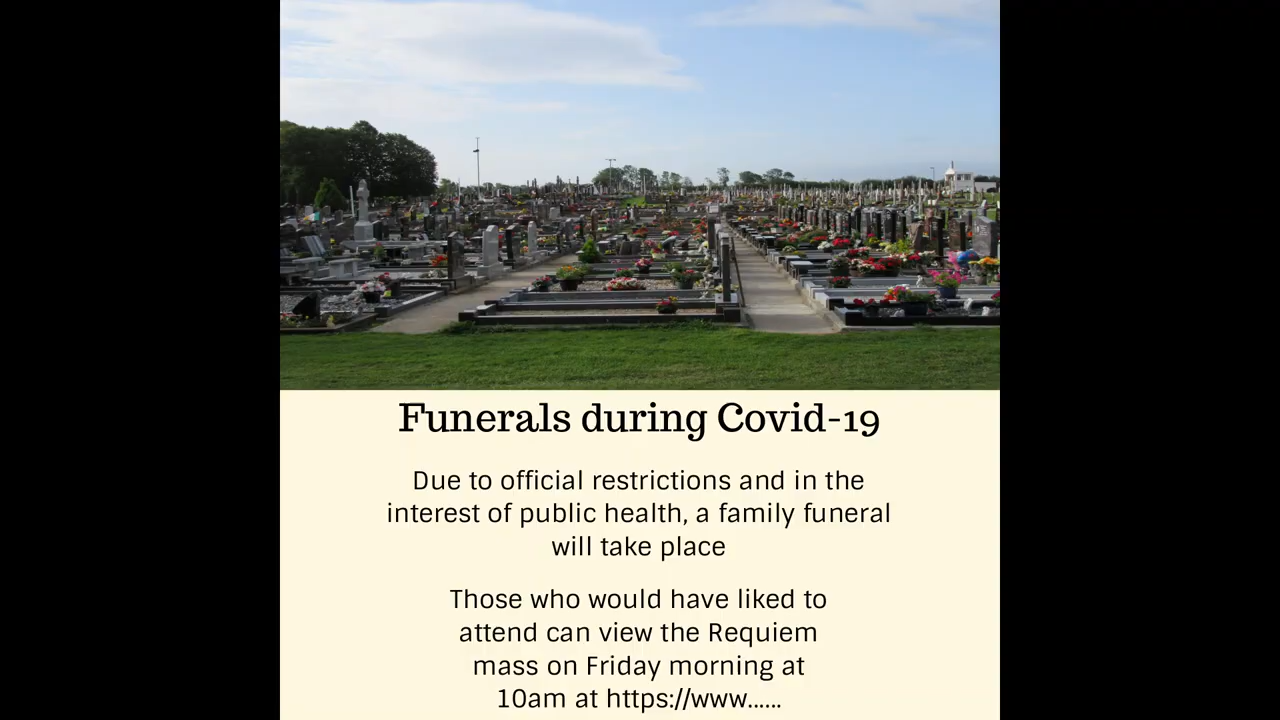 Funerals during Covid-19
Due to official restrictions and in the
interest of public health, a family funeral
will take place
Those who would have liked to
attend can view the Requiem
mass on Friday morning at
10am at https://www......